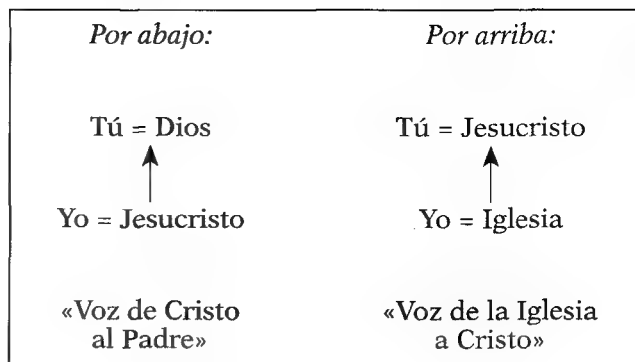 Por abajo:
Tú = Dios
Yo = Jesucristo
«Voz de Cristo
al Padre»
Por arriba:
Tú = Jesucristo
Yo = Iglesia
«Voz de la Iglesia
a Cristo»